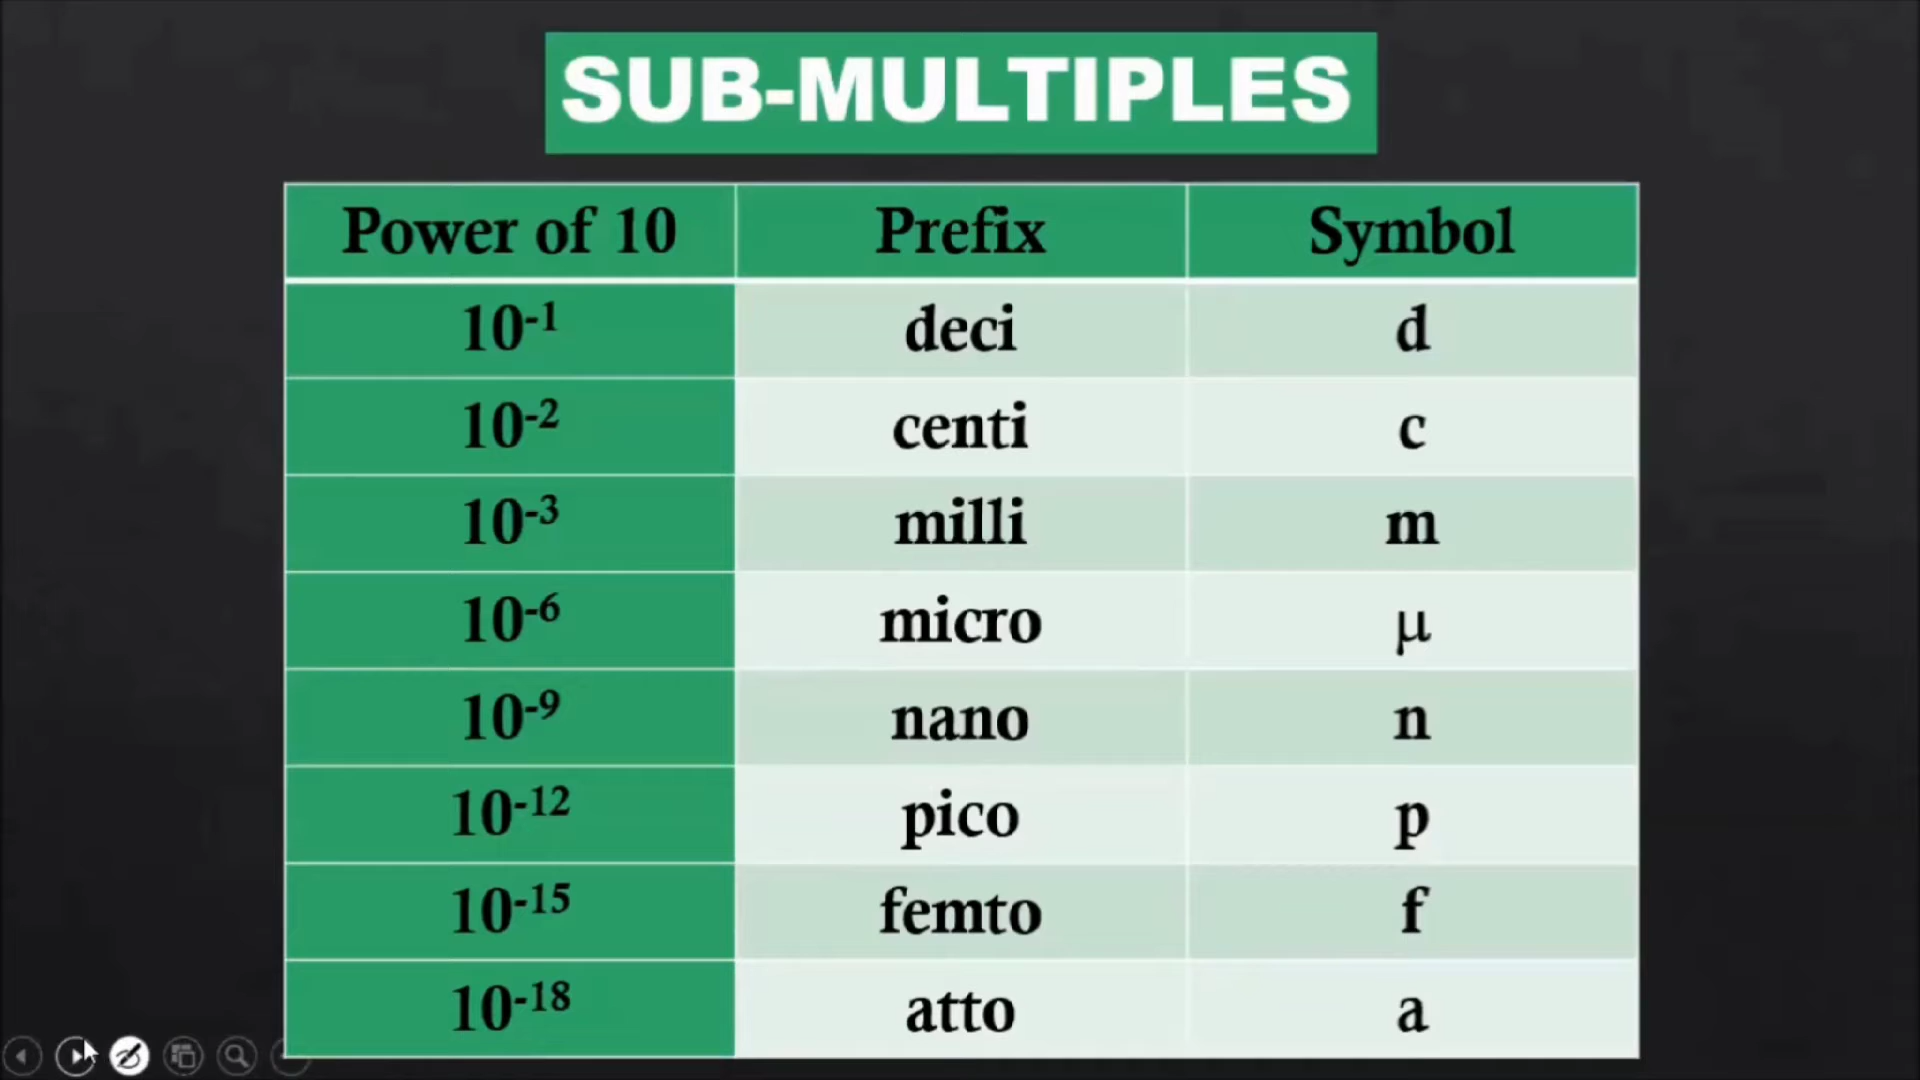 SUB-MULTIPLES
Power of 10 Prefix Symbol
10⁻¹ deci d
10⁻² centi c
10⁻³ milli m
10⁻⁶ micro μ
10⁻⁹ nano n
10⁻¹² pico p
10⁻¹⁵ femto f
10⁻¹⁸ atto a